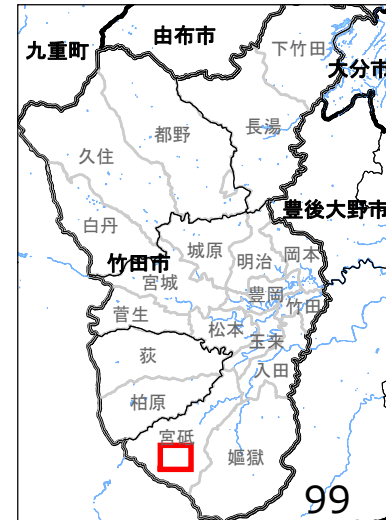 由布市
九重町
下竹田
大分市
都野
長湯
久住
豊後大野市
白丹
城原
明治
岡本
竹田市
宮城
豊岡
竹田
菅生
松本
玉来
荻
入田
柏原
宮砥
嫗獄
99